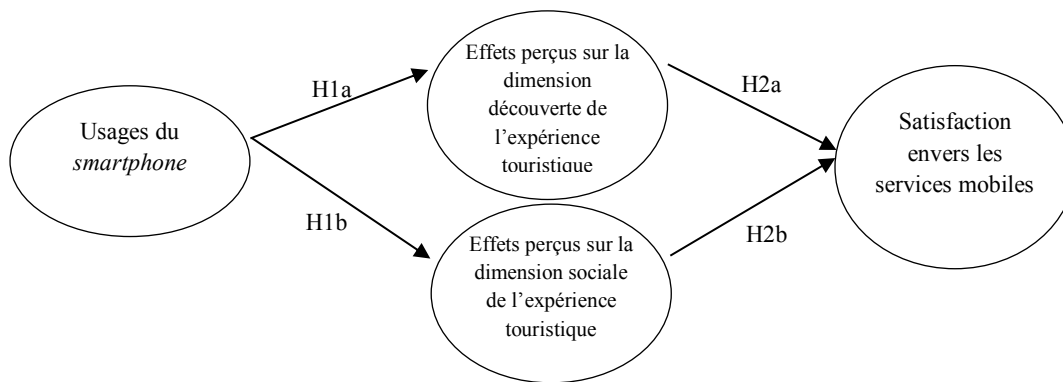 Usages du
smartphone
H1a
H1b
Effets perçus sur la
dimension
découverte de
l’expérience
touristique
Effets perçus sur la
dimension sociale
de l’expérience
touristique
H2a
H2b
Satisfaction
envers les
services mobiles